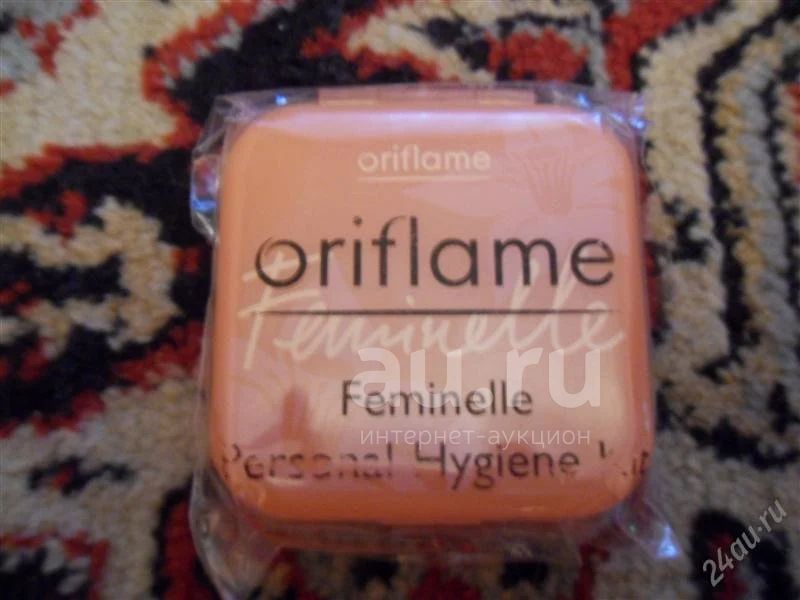 oriflame
oriflame
Feminelle
au.ru
Feminelle
интернет-аукцион
Personal Hygiene Kit
24au.ru